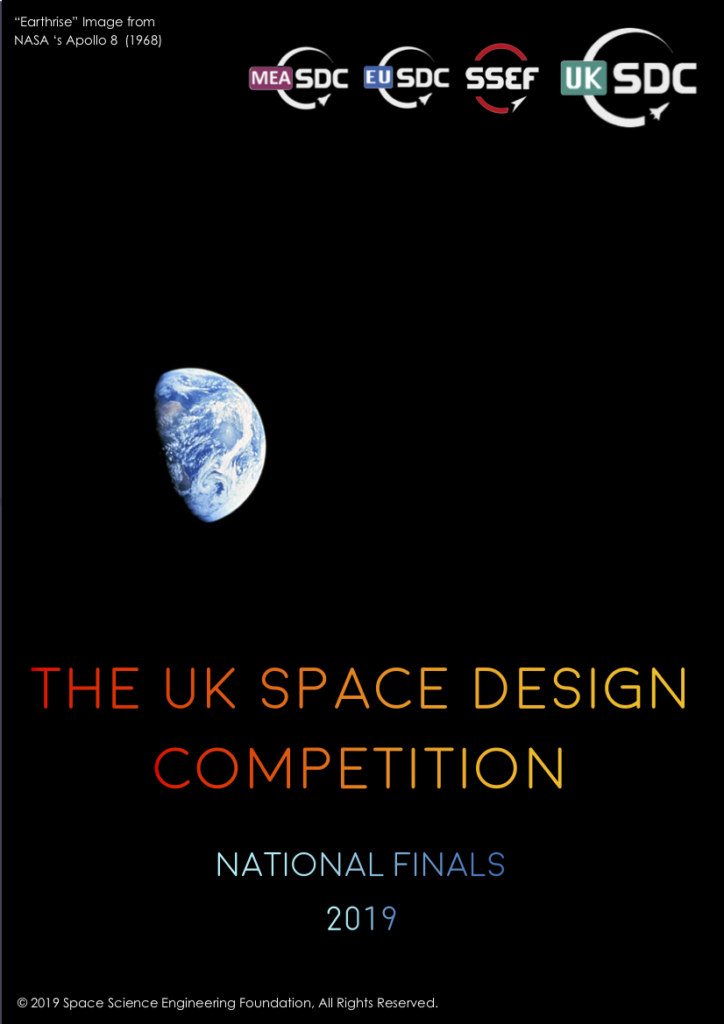 “Earthrise” Image from
NASA ‘s Apollo 8 (1968)
MEA SDC
EU SDC
SSEF
UK SDC
THE UK SPACE DESIGN
COMPETITION
NATIONAL FINALS
2019
© 2019 Space Science Engineering Foundation, All Rights Reserved.